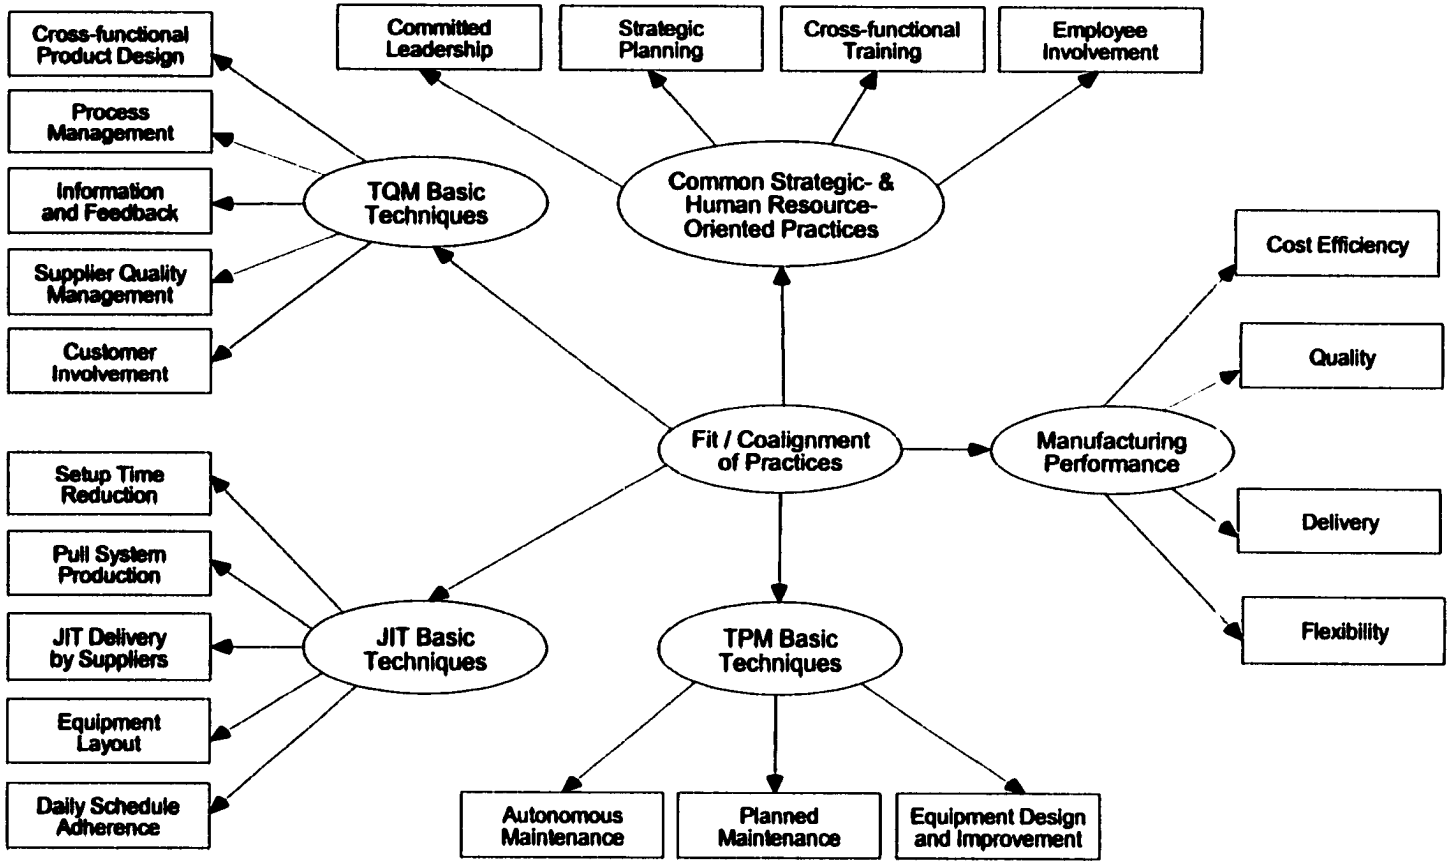 Cross-functional
Product Design
Committed
Leadership
Strategic
Planning
Cross-functional
Training
Employee
Involvement
Process
Management
Information
and Feedback
Supplier Quality
Management
Customer
Involvement
TQM Basic
Techniques
Common Strategic- &
Human Resource-
Oriented Practices
Cost Efficiency
Quality
Fit / Coalignment
of Practices
Manufacturing
Performance
Delivery
Flexibility
Setup Time
Reduction
Pull System
Production
JIT Delivery
by Suppliers
Equipment
Layout
Daily Schedule
Adherence
JIT Basic
Techniques
TPM Basic
Techniques
Autonomous
Maintenance
Planned
Maintenance
Equipment Design
and Improvement